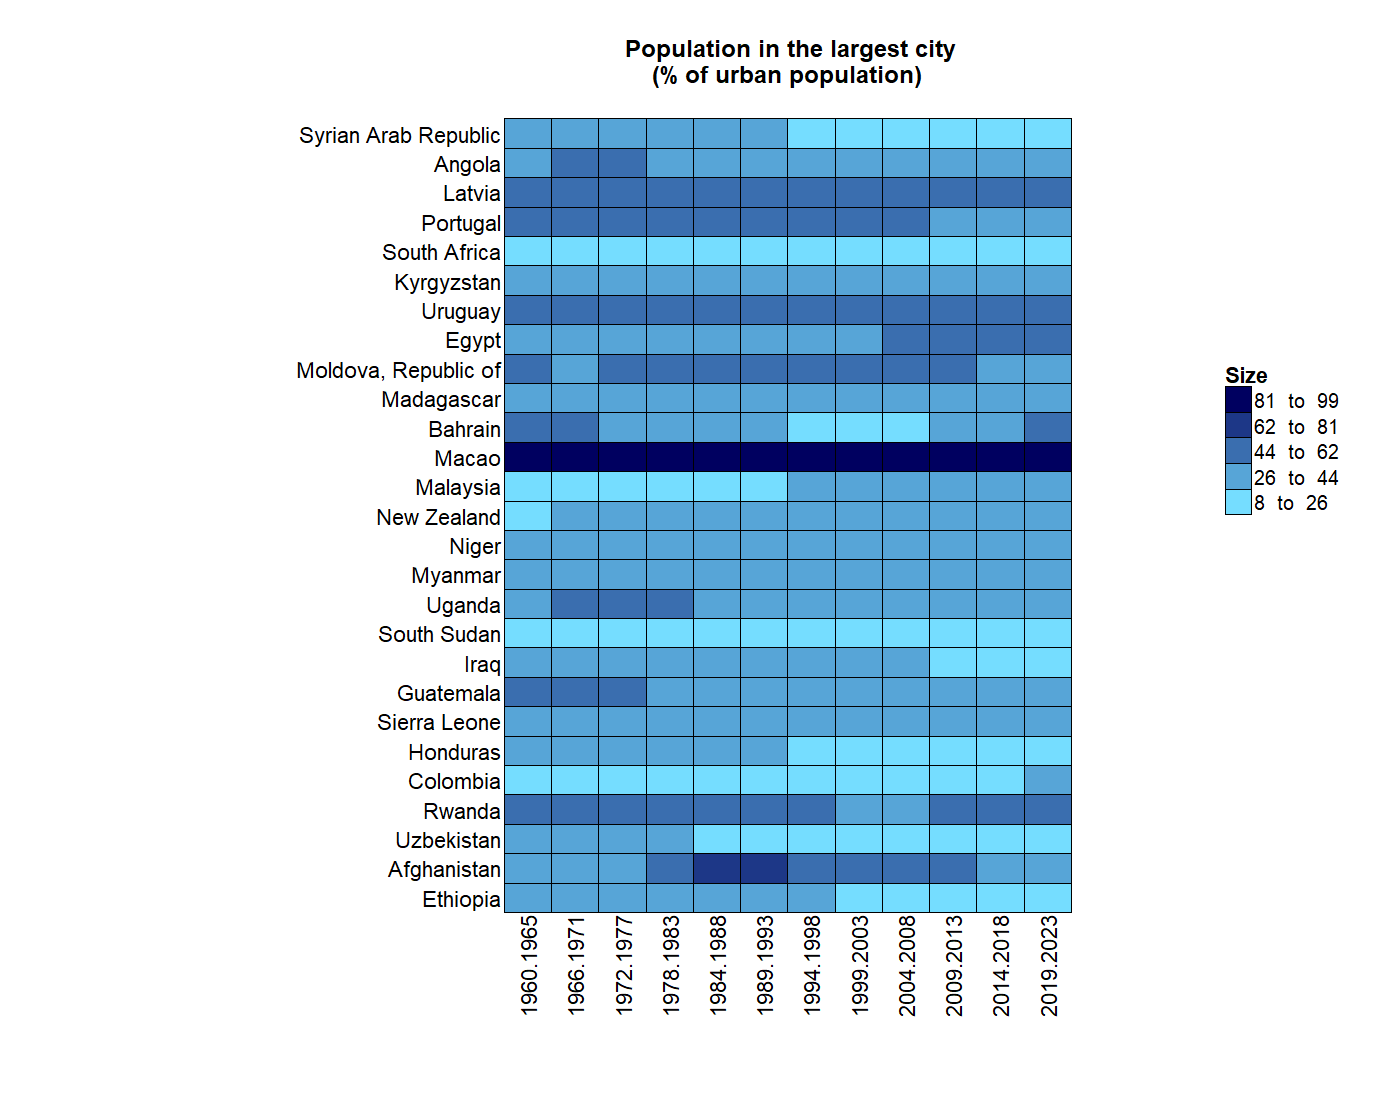 Population in the largest city
(% of urban population)
Syrian Arab Republic
Angola
Latvia
Portugal
South Africa
Kyrgyzstan
Uruguay
Egypt
Moldova, Republic of
Madagascar
Bahrain
Macao
Malaysia
New Zealand
Niger
Myanmar
Uganda
South Sudan
Iraq
Guatemala
Sierra Leone
Honduras
Colombia
Rwanda
Uzbekistan
Afghanistan
Ethiopia
1960.1965
1966.1971
1972.1977
1978.1983
1984.1988
1989.1993
1994.1998
1999.2003
2004.2008
2009.2013
2014.2018
2019.2023
Size
81 to 99
62 to 81
44 to 62
26 to 44
8 to 26